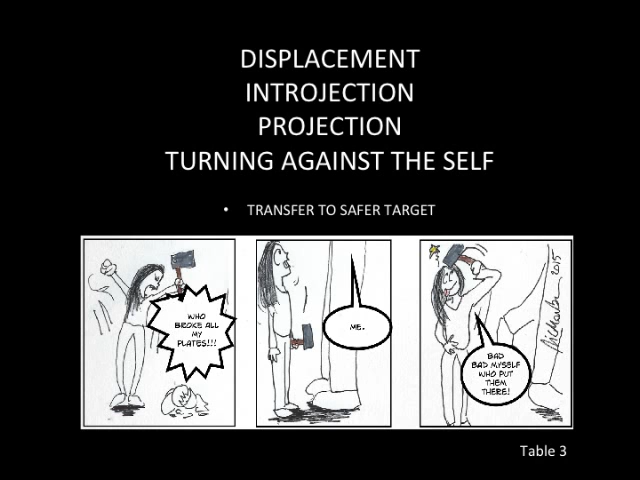 DISPLACEMENT
INTROJECTION
PROJECTION
TURNING AGAINST THE SELF
• TRANSFER TO SAFER TARGET
WHO
BROKE ALL
MY
PLATES!!!
ME.
BAD
BAD MYSELF
WHO PUT
THEM
THERE!
2015
Table 3